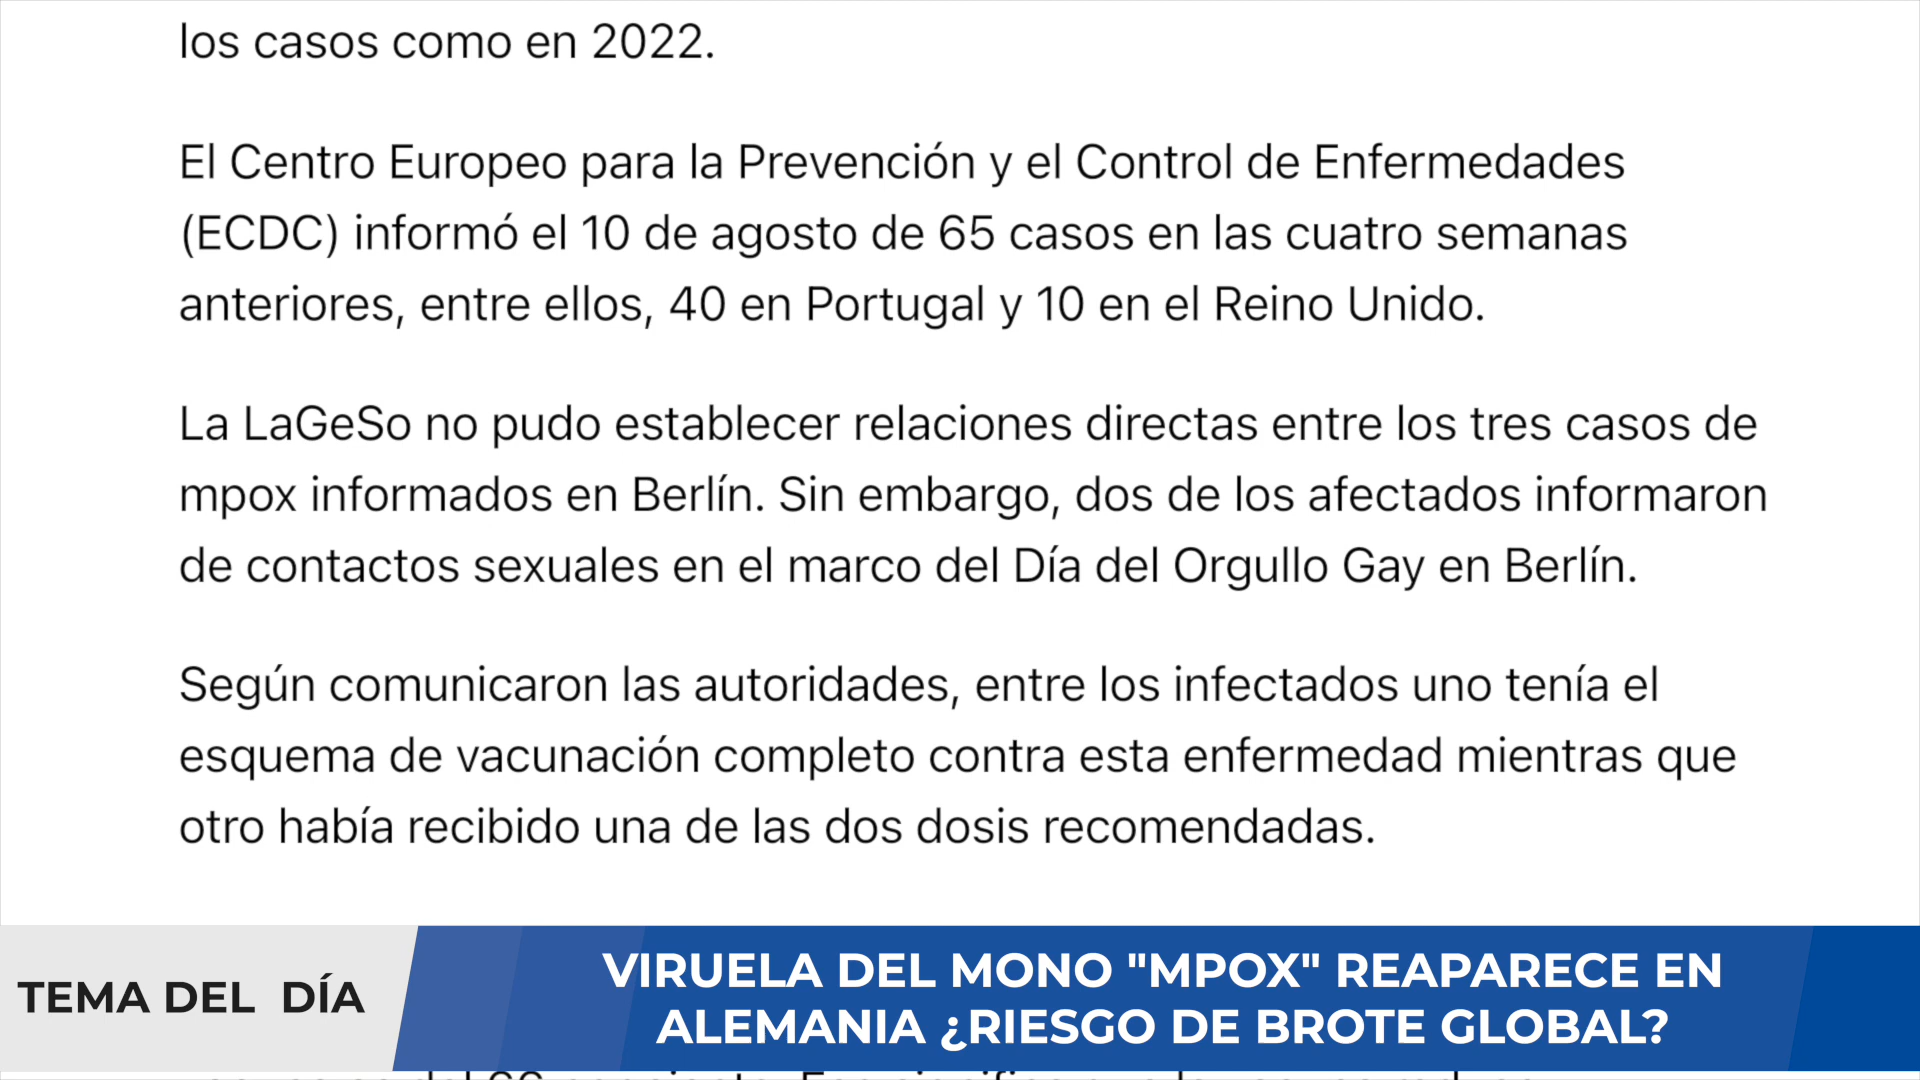 los casos como en 2022.
El Centro Europeo para la Prevención y el Control de Enfermedades
(ECDC) informó el 10 de agosto de 65 casos en las cuatro semanas
anteriores, entre ellos, 40 en Portugal y 10 en el Reino Unido.
La LaGeSo no pudo establecer relaciones directas entre los tres casos de
mpox informados en Berlín. Sin embargo, dos de los afectados informaron
de contactos sexuales en el marco del Día del Orgullo Gay en Berlín.
Según comunicaron las autoridades, entre los infectados uno tenía el
esquema de vacunación completo contra esta enfermedad mientras que
otro había recibido una de las dos dosis recomendadas.
TEMA DEL DÍA
VIRUELA DEL MONO "MPOX" REAPARECE EN
ALEMANIA ¿RIESGO DE BROTE GLOBAL?